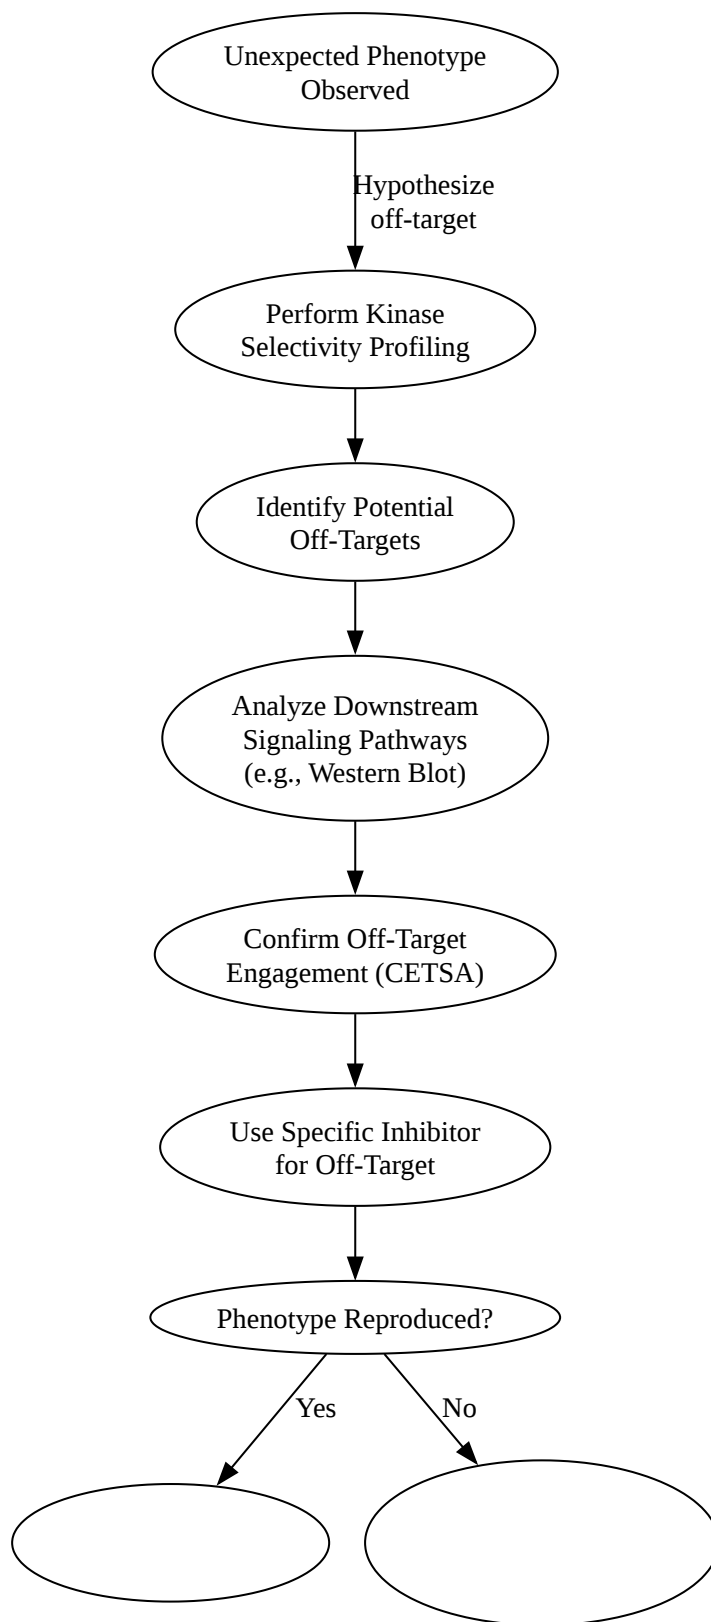 Unexpected Phenotype
Observed
Hypothesize
off-target
Perform Kinase
Selectivity Profiling
Identify Potential
Off-Targets
Analyze Downstream
Signaling Pathways
(e.g., Western Blot)
Confirm Off-Target
Engagement (CETSA)
Use Specific Inhibitor
for Off-Target
Phenotype Reproduced?
Yes
No